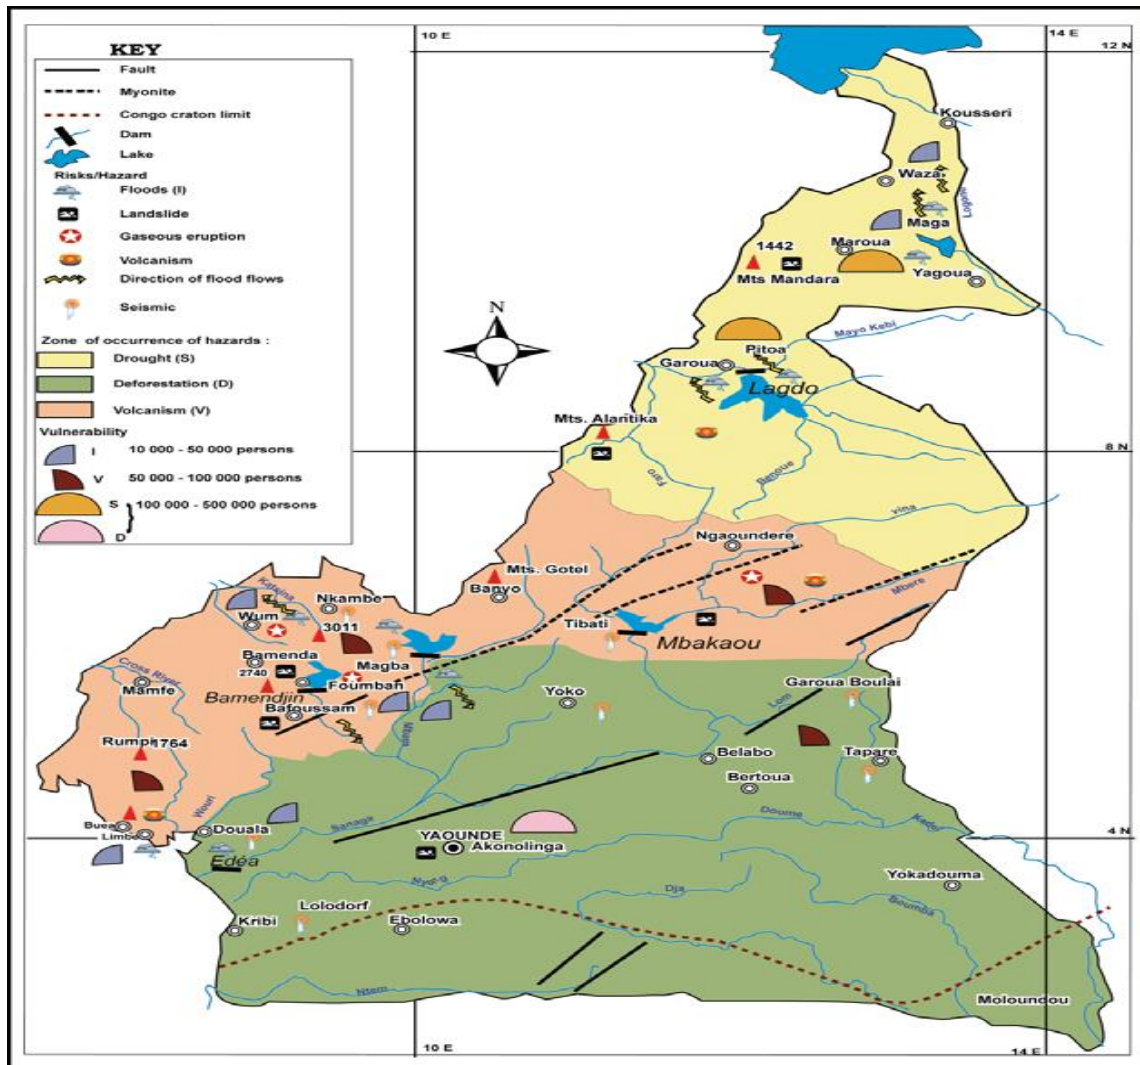 KEY
Fault
Myonite
Congo craton limit
Dam
Lake
Risks/Hazard
Floods (I)
Landslide
Gaseous eruption
Volcanism
Direction of flood flows
Seismic
Zone of occurrence of hazards :
Drought (S)
Deforestation (D)
Volcanism (V)
Vulnerability
I 10 000 - 50 000 persons
V 50 000 - 100 000 persons
S 100 000 - 500 000 persons
D
10 E
14 E
12 N
Kousseri
Waza
Logone
Maga
1442
Maroua
Mts Mandara
Yagoua
N
Mayo Kebi
Pitoa
Garoua
Lagdo
Mts. Alantika
8 N
Faro
Benoue
vina
Ngaoundere
Mts. Gotel
Banyo
Mbere
Katsina
Nkambe
Wum
3011
Tibati
Mbakaou
Bamenda
Magba
Cross River
2740
Foumban
Mamfe
Bamendjin
Garoua Boulai
Yoko
Lom
Bafoussam
Mbam
Rumpi 1764
Belabo
Tapare
Bertoua
Wouri
Buea
Limbe
Douala
Sanaga
Doume
Kadei
4 N
YAOUNDE
Edéa
Akonolinga
Nyong
Dja
Yokadouma
Boumba
Lolodorf
Kribi
Ebolowa
Ntem
Moloundou
10 E
14 E